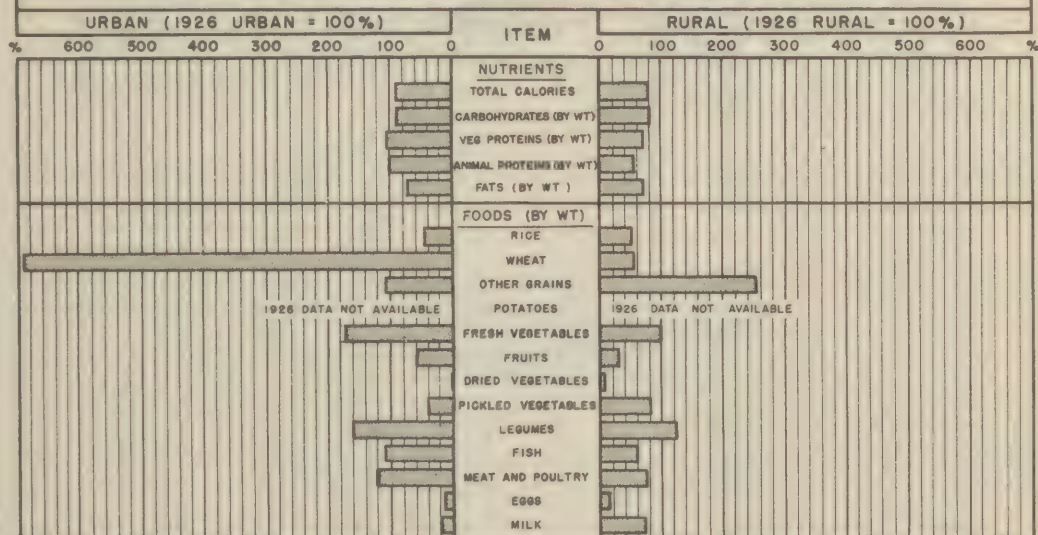 URBAN (1926 URBAN = 100%) ITEM RURAL (1926 RURAL = 100%)
% 600 500 400 300 200 100 0 0 100 200 300 400 500 600 %
NUTRIENTS
TOTAL CALORIES
CARBOHYDRATES (BY WT)
VEG PROTEINS (BY WT)
ANIMAL PROTEINS (BY WT)
FATS (BY WT)
FOODS (BY WT)
RICE
WHEAT
OTHER GRAINS
1926 DATA NOT AVAILABLE POTATOES 1926 DATA NOT AVAILABLE
FRESH VEGETABLES
FRUITS
DRIED VEGETABLES
PICKLED VEGETABLES
LEGUMES
FISH
MEAT AND POULTRY
EGGS
MILK